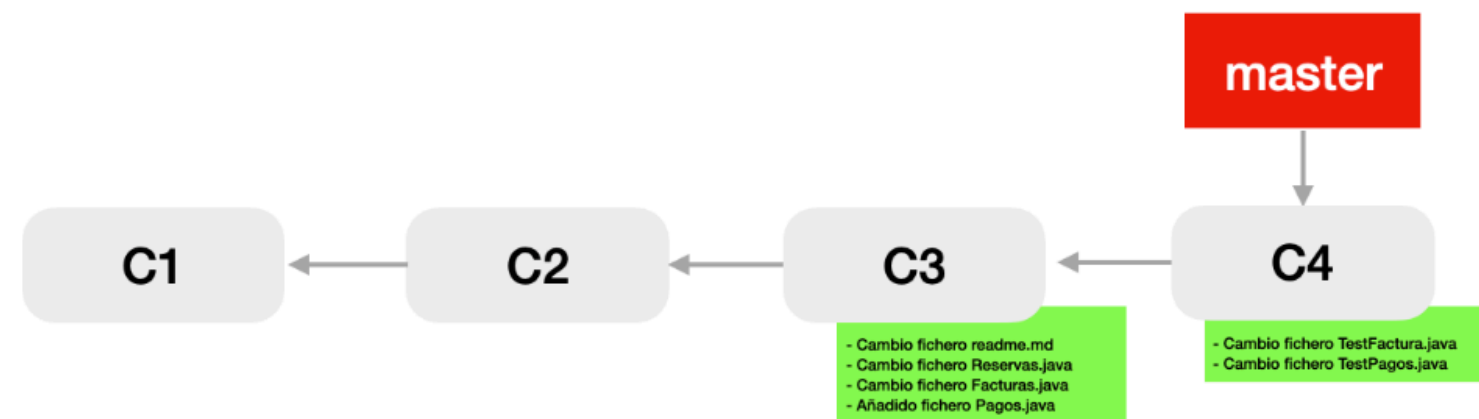 master
C1
C2
C3
C4
- Cambio fichero readme.md
- Cambio fichero Reservas.java
- Cambio fichero Facturas.java
- Añadido fichero Pagos.java
- Cambio fichero TestFactura.java
- Cambio fichero TestPagos.java